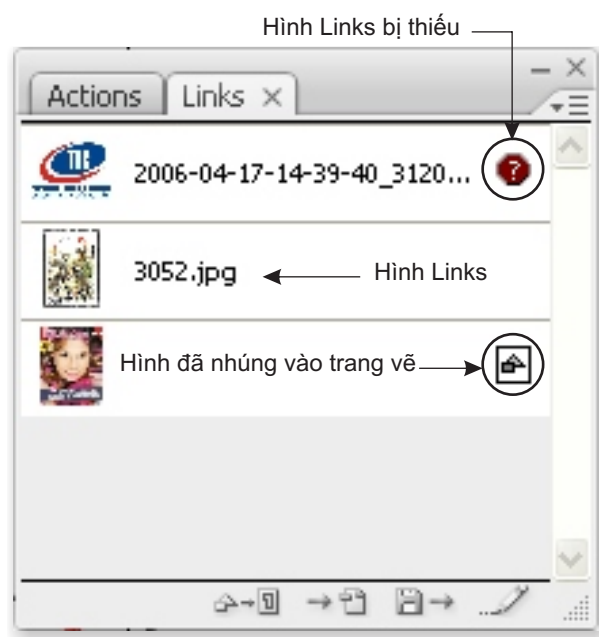 Hình Links bị thiếu
Actions Links
2006-04-17-14-39-40_3120...
3052.jpg Hình Links
Hình đã nhúng vào trang vẽ